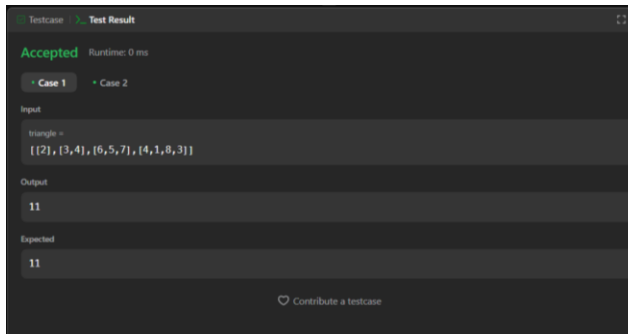 Testcase
Test Result
Accepted Runtime: 0 ms
Case 1 Case 2
Input
triangle =
[[2],[3,4],[6,5,7],[4,1,8,3]]
Output
11
Expected
11
Contribute a testcase